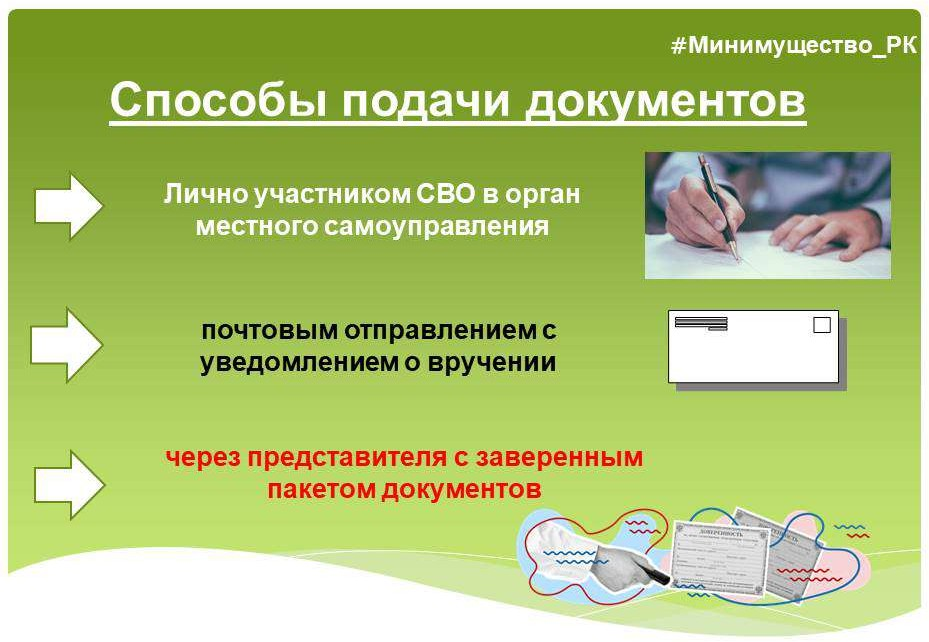 #Минимущество_РК
Способы подачи документов
Лично участником СВО в орган
местного самоуправления
почтовым отправлением с
уведомлением о вручении
через представителя с заверенным
пакетом документов
ДОВЕРЕННОСТЬ